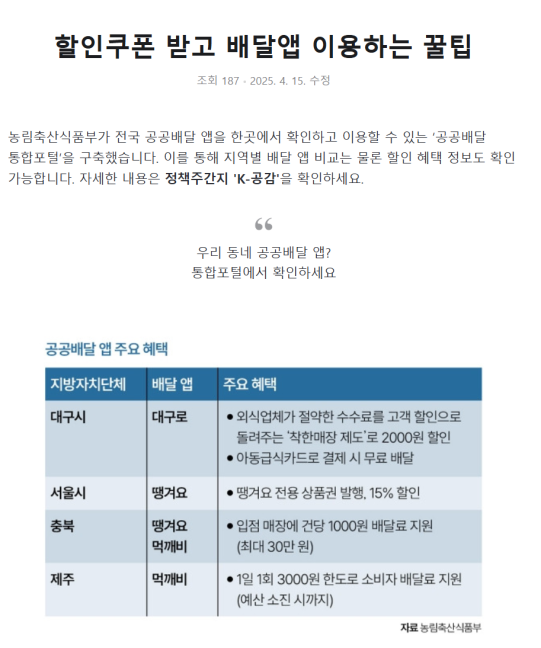 할인쿠폰 받고 배달앱 이용하는 꿀팁
조회 187 · 2025. 4. 15. 수정
농림축산식품부가 전국 공공배달 앱을 한곳에서 확인하고 이용할 수 있는 '공공배달
통합포털'을 구축했습니다. 이를 통해 지역별 배달 앱 비교는 물론 할인 혜택 정보도 확인
가능합니다. 자세한 내용은 정책주간지 'K-공감'을 확인하세요.
“
우리 동네 공공배달 앱?
통합포털에서 확인하세요
공공배달 앱 주요 혜택
지방자치단체 배달 앱 주요 혜택
대구시 대구로 ● 외식업체가 절약한 수수료를 고객 할인으로
돌려주는 '착한매장 제도'로 2000원 할인
● 아동급식카드로 결제 시 무료 배달
서울시 땡겨요 ● 땡겨요 전용 상품권 발행, 15% 할인
충북 땡겨요 ● 입점 매장에 건당 1000원 배달료 지원
먹깨비 (최대 30만 원)
제주 먹깨비 ● 1일 1회 3000원 한도로 소비자 배달료 지원
(예산 소진 시까지)
자료 농림축산식품부